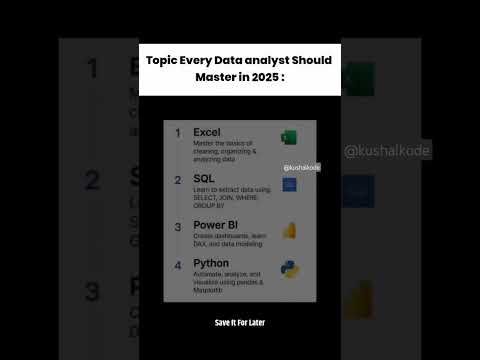 Topic Every Data analyst Should
Master in 2025 :
1 Excel
Master the basics of
cleaning, organizing &
analyzing data
@kushalkode
@kushalkode
2 SQL
Learn to extract data using
SELECT, JOIN, WHERE,
GROUP BY
3 Power BI
Create dashboards, learn
DAX, and data modeling
4 Python
Automate, analyze, and
visualize using pandas &
Matplotlib
Save It For Later
1
2
3